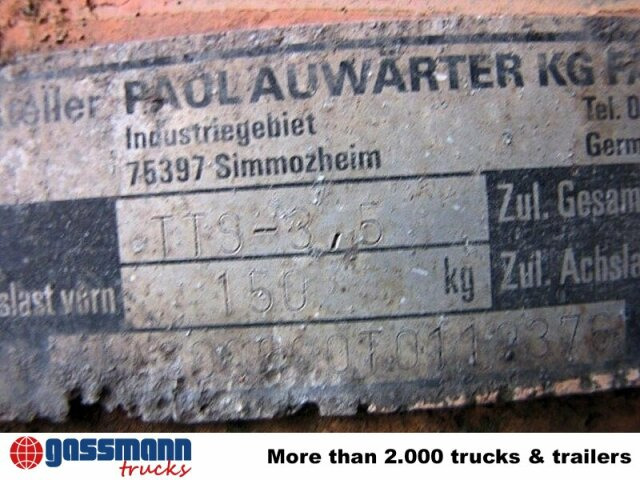 PAUL AUWÄRTER KG
Industriegebiet Tel.
75397-Simmozheim Germ
TTS-3,5 Zul. Gesam
slast vorn 150 kg Zul. Achsla
gassmann
trucks
More than 2.000 trucks & trailers